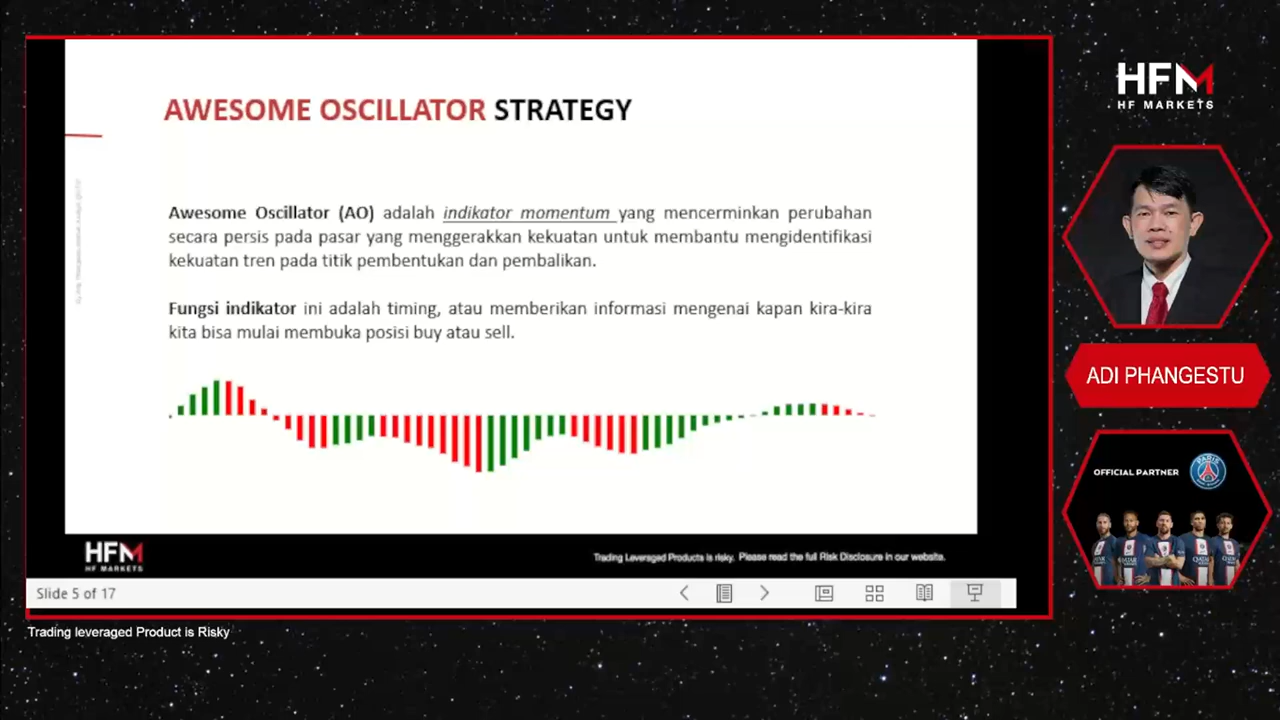 AWESOME OSCILLATOR STRATEGY
Awesome Oscillator (AO) adalah indikator momentum yang mencerminkan perubahan
secara persis pada pasar yang menggerakkan kekuatan untuk membantu mengidentifikasi
kekuatan tren pada titik pembentukan dan pembalikan.
Fungsi indikator ini adalah timing, atau memberikan informasi mengenai kapan kira-kira
kita bisa mulai membuka posisi buy atau sell.
HFM
HF MARKETS
Trading Leveraged Products is risky. Please read the full Risk Disclosure in our website.
Slide 5 of 17
Trading leveraged Product is Risky
HFM
HF MARKETS
ADI PHANGESTU
OFFICIAL PARTNER
PARIS